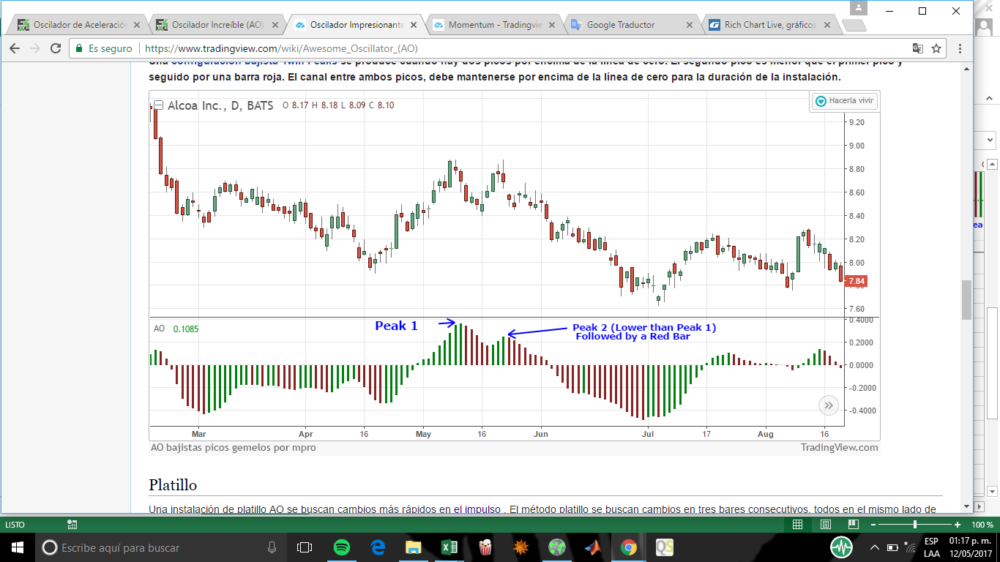 Oscilador de Aceleración
Oscilador Increíble (AO)
Oscilador Impresionante
Momentum - Tradingvie
Google Traductor
Rich Chart Live, gráficos
Es seguro
https://www.tradingview.com/wiki/Awesome_Oscillator_(AO)
Una configuración bajista Twin Peaks se produce cuando hay dos picos por encima de la línea de cero. El segundo pico es menor que el primer pico y
seguido por una barra roja. El canal entre ambos picos, debe mantenerse por encima de la línea de cero para la duración de la instalación.
Alcoa Inc., D, BATS O 8.17 H 8.18 L 8.09 C 8.10
Hacerla vivir
9.20
9.00
8.80
8.60
8.40
8.20
8.00
7.84
7.60
AO 0.1085
Peak 1
Peak 2 (Lower than Peak 1)
Followed by a Red Bar
0.4000
0.2000
0.0000
-0.2000
-0.4000
Mar Apr 16 May 16 Jun Jul 17 Aug 16
AO bajistas picos gemelos por mpro
TradingView.com
Platillo
Una instalación de platillo AO se buscan cambios más rápidos en el impulso . El método platillo se buscan cambios en tres bares consecutivos, todos en el mismo lado de
ea
LISTO
100 %
Escribe aquí para buscar
QS
ESP
LAA
01:17 p. m.
12/05/2017